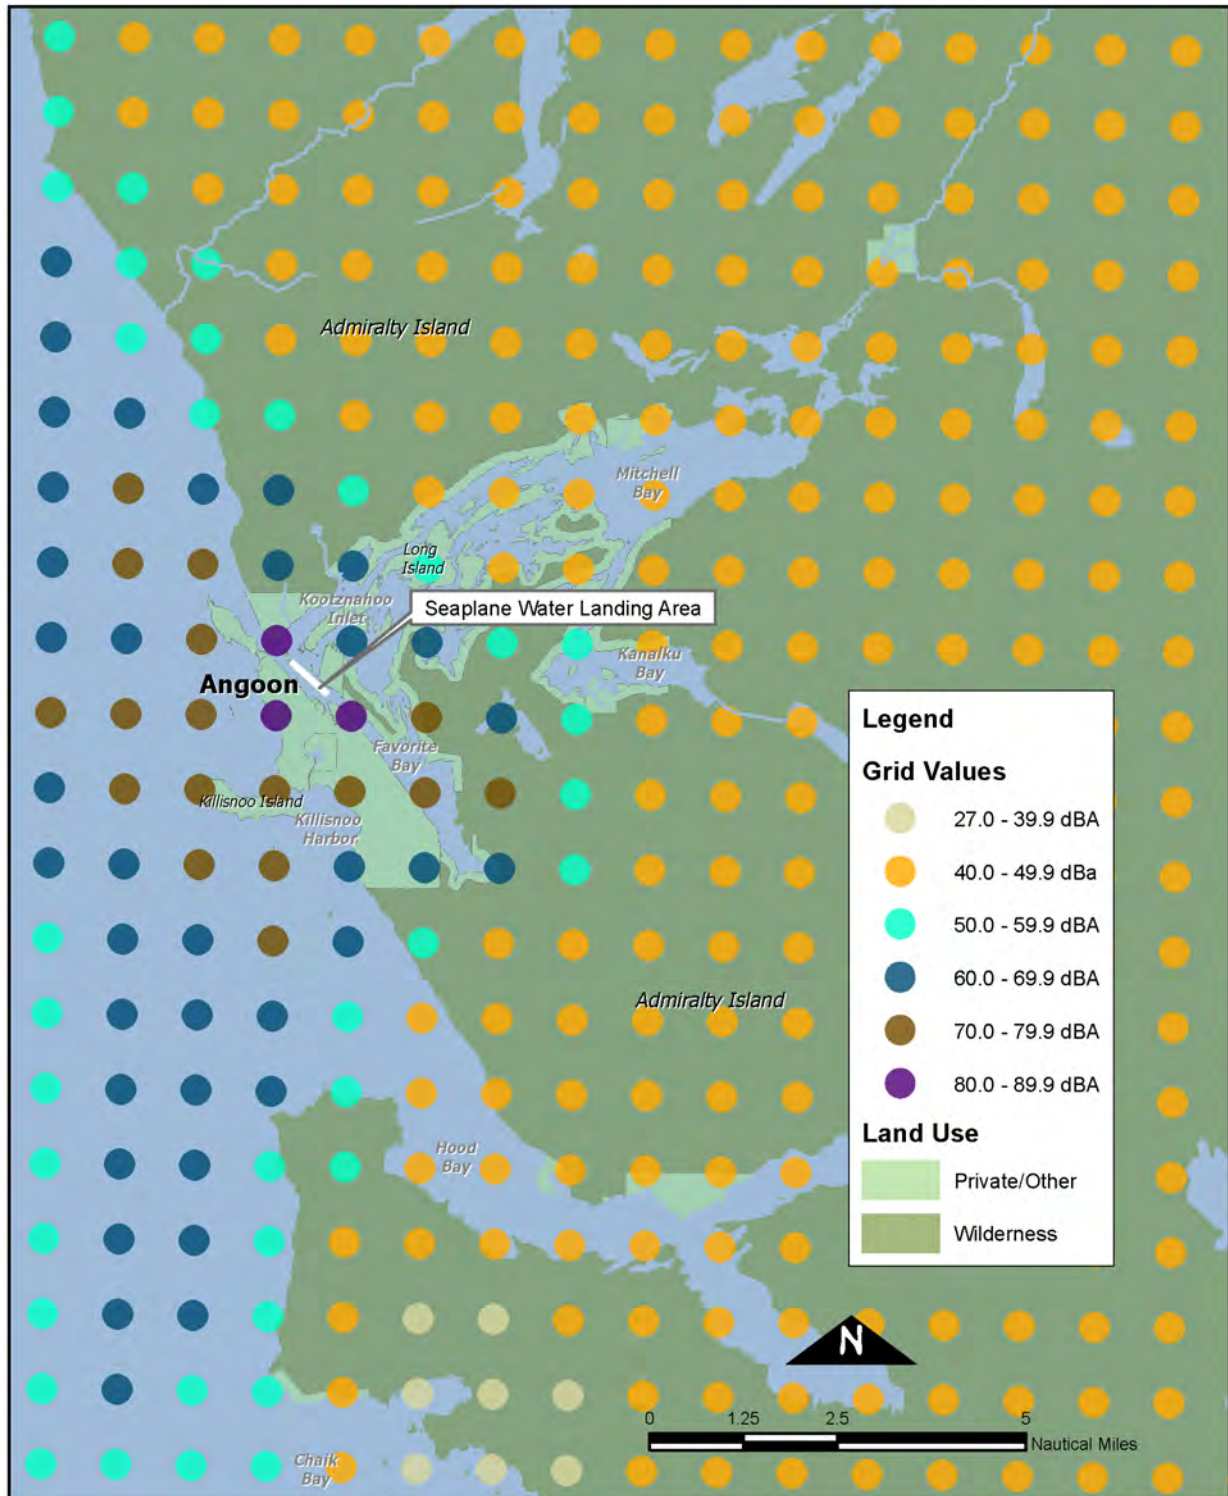 Admiralty Island
Mitchell
Bay
Long
Island
Kootznahoo
Inlet
Seaplane Water Landing Area
Kanalku
Bay
Angoon
Favorite
Bay
Killisnoo Island
Killisnoo
Harbor
Legend
Grid Values
27.0 - 39.9 dBA
40.0 - 49.9 dBa
50.0 - 59.9 dBA
60.0 - 69.9 dBA
70.0 - 79.9 dBA
80.0 - 89.9 dBA
Land Use
Private/Other
Wilderness
Admiralty Island
Hood
Bay
N
0 1.25 2.5 5
Nautical Miles
Chaik
Bay